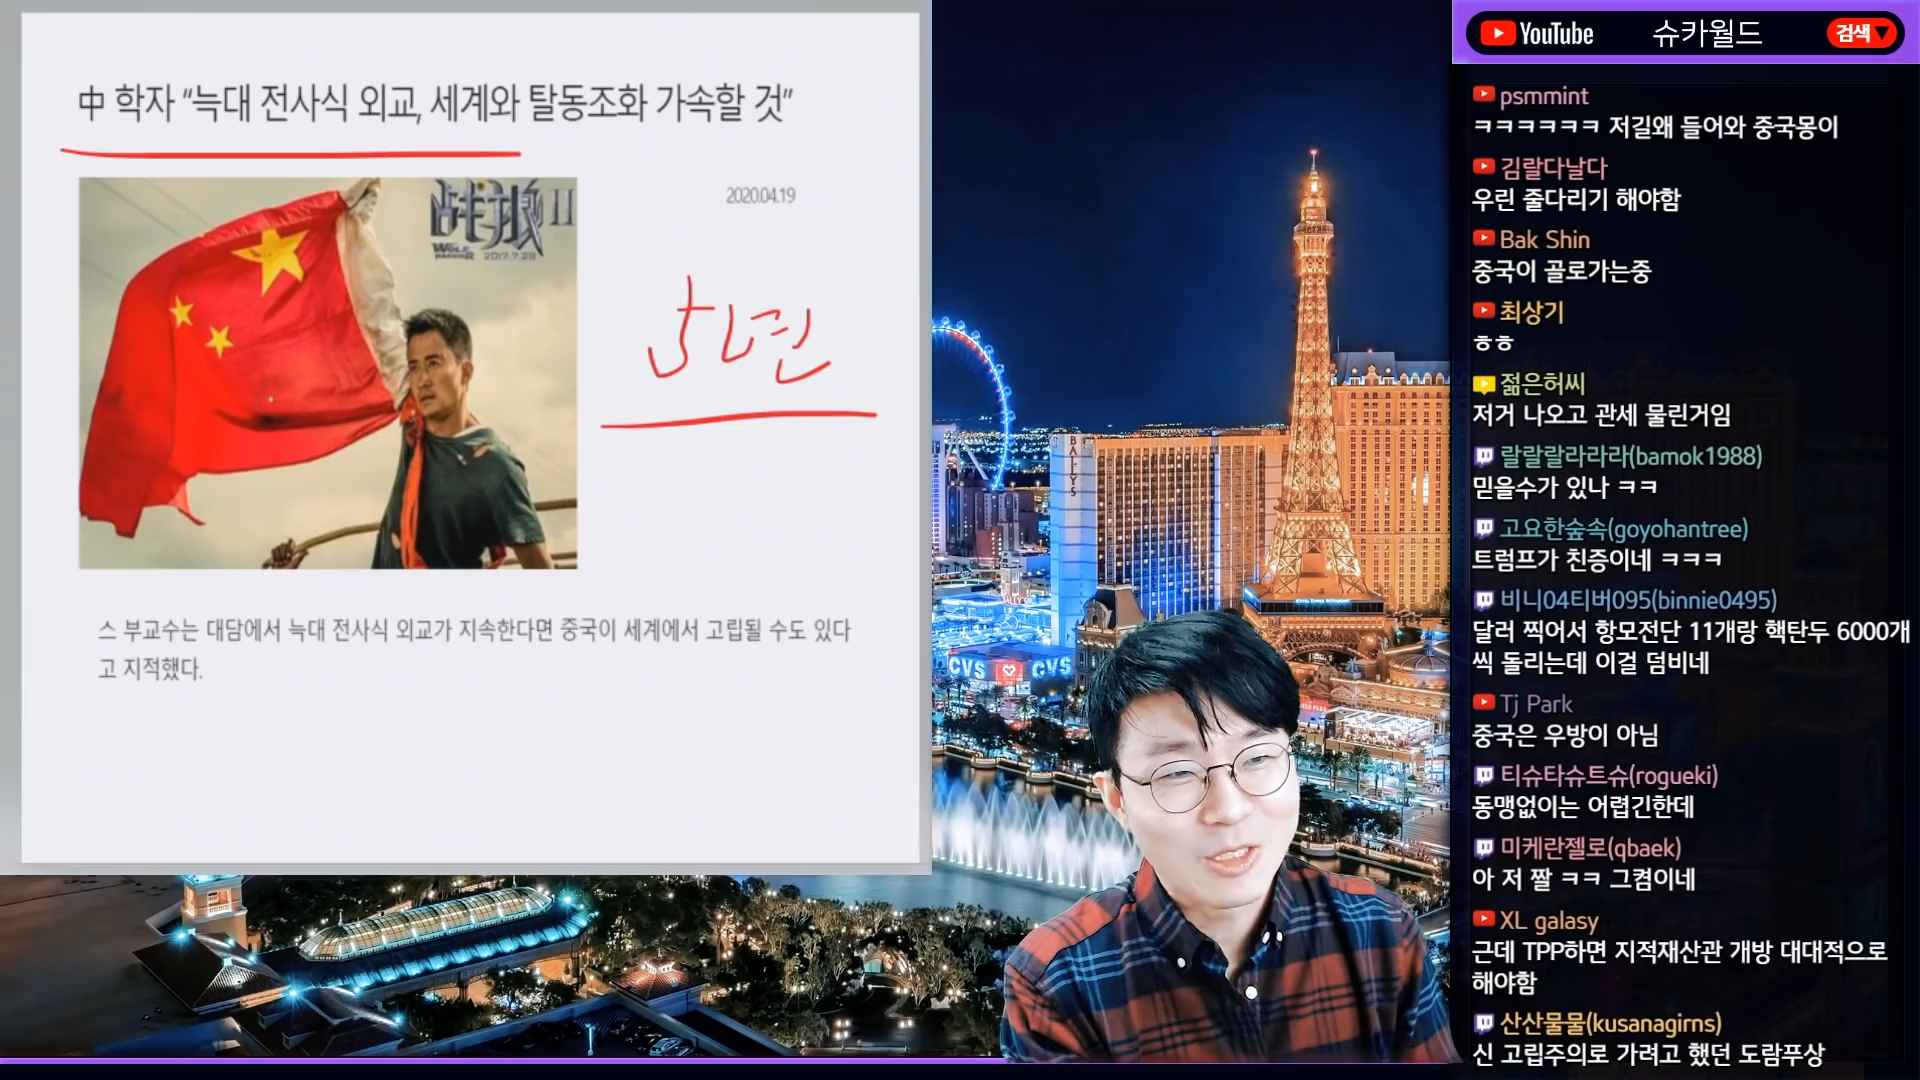 中 학자 “늑대 전사식 외교, 세계와 탈동조화 가속할 것”
2020.04.19
战狼II
WOLF WARRIOR 2017.7.28
5년
스 부교수는 대담에서 늑대 전사식 외교가 지속한다면 중국이 세계에서 고립될 수도 있다
고 지적했다.
BALLYS
CVS CVS
YouTube 슈카월드 검색▼
psmmint
ㅋㅋㅋㅋㅋㅋ 저길왜 들어와 중국몽이
김랄다날다
우린 줄다리기 해야함
Bak Shin
중국이 골로가는중
최상기
ㅎㅎ
젊은허씨
저거 나오고 관세 물린거임
랄랄랄라라라(bamok1988)
믿을수가 있나 ㅋㅋ
고요한숲속(goyohantree)
트럼프가 친증이네 ㅋㅋㅋ
비니04티버095(binnie0495)
달러 찍어서 항모전단 11개랑 핵탄두 6000개
씩 돌리는데 이걸 덤비네
Tj Park
중국은 우방이 아님
티슈타슈트슈(rogueki)
동맹없이는 어렵긴한데
미케란젤로(qbaek)
아 저 짤 ㅋㅋ 그켬이네
XL galasy
근데 TPP하면 지적재산관 개방 대대적으로
해야함
산산물물(kusanagirns)
신 고립주의로 가려고 했던 도람푸상